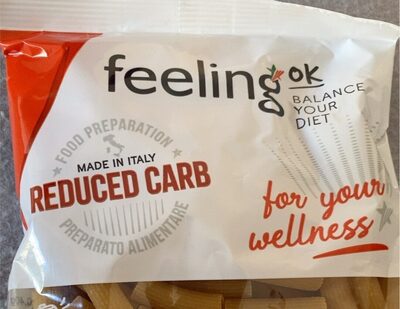 feeling OK
BALANCE
YOUR
DIET
FOOD PREPARATION
MADE IN ITALY
REDUCED CARB
PREPARATO ALIMENTARE
for your
wellness